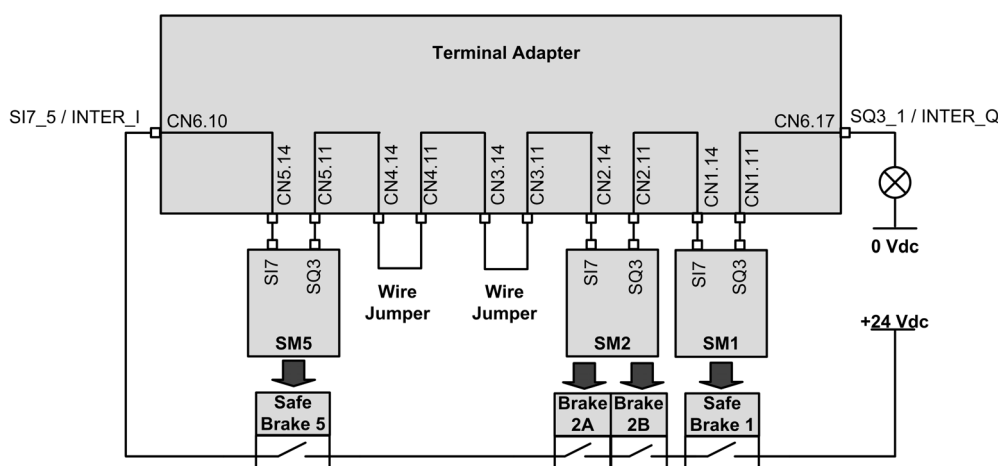 Terminal Adapter
SI7_5 / INTER_I
CN6.10
CN6.17
SQ3_1 / INTER_Q
CN5.14
CN5.11
CN4.14
CN4.11
CN3.14
CN3.11
CN2.14
CN2.11
CN1.14
CN1.11
0 Vdc
SI7
SQ3
SM5
Wire
Jumper
Wire
Jumper
SI7
SQ3
SM2
SI7
SQ3
SM1
+24 Vdc
Safe
Brake 5
Brake
2A
Brake
2B
Safe
Brake 1